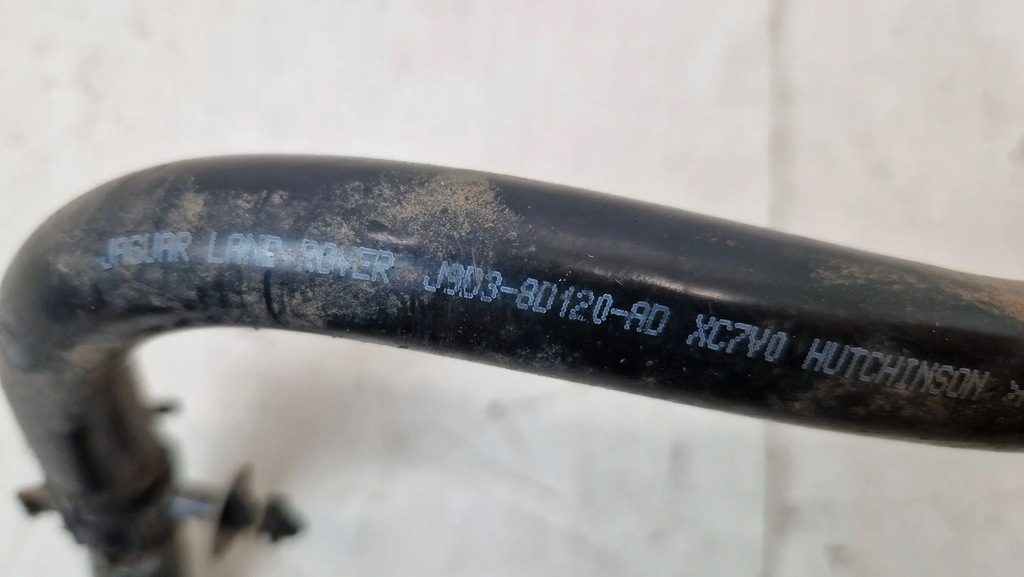 JAGUAR LAND ROVER J9D3-8D120-AD XC7V0 HUTCHINSON